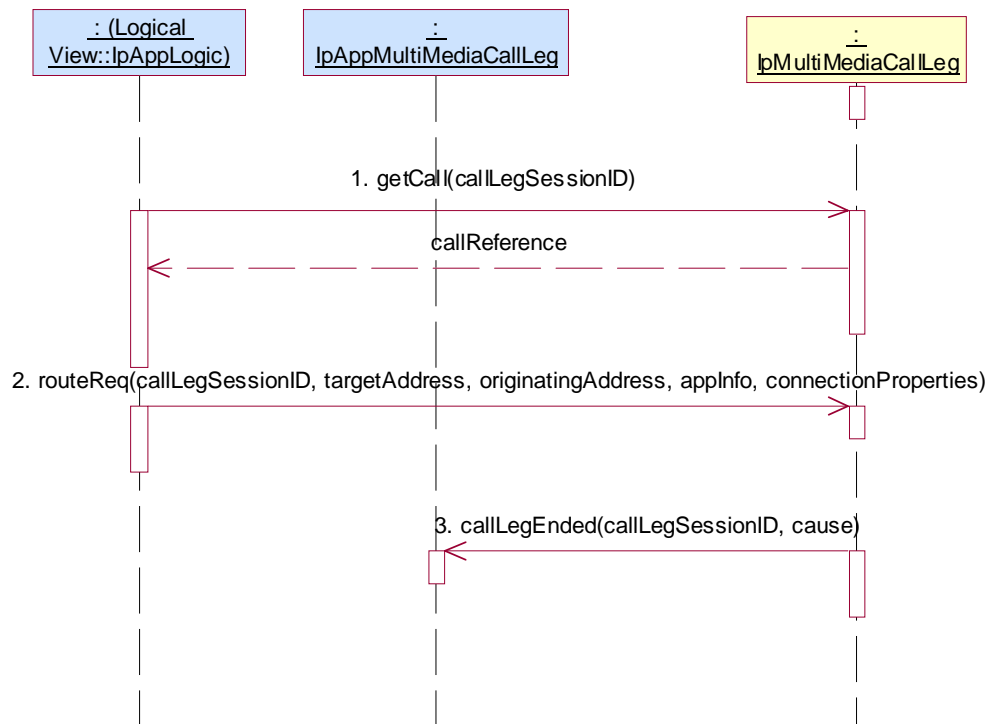 : (Logical
View::IpAppLogic)
:
IpAppMultiMediaCallLeg
:
IpMultiMediaCallLeg
1. getCall(callLegSessionID)
callReference
2. routeReq(callLegSessionID, targetAddress, originatingAddress, appInfo, connectionProperties)
3. callLegEnded(callLegSessionID, cause)